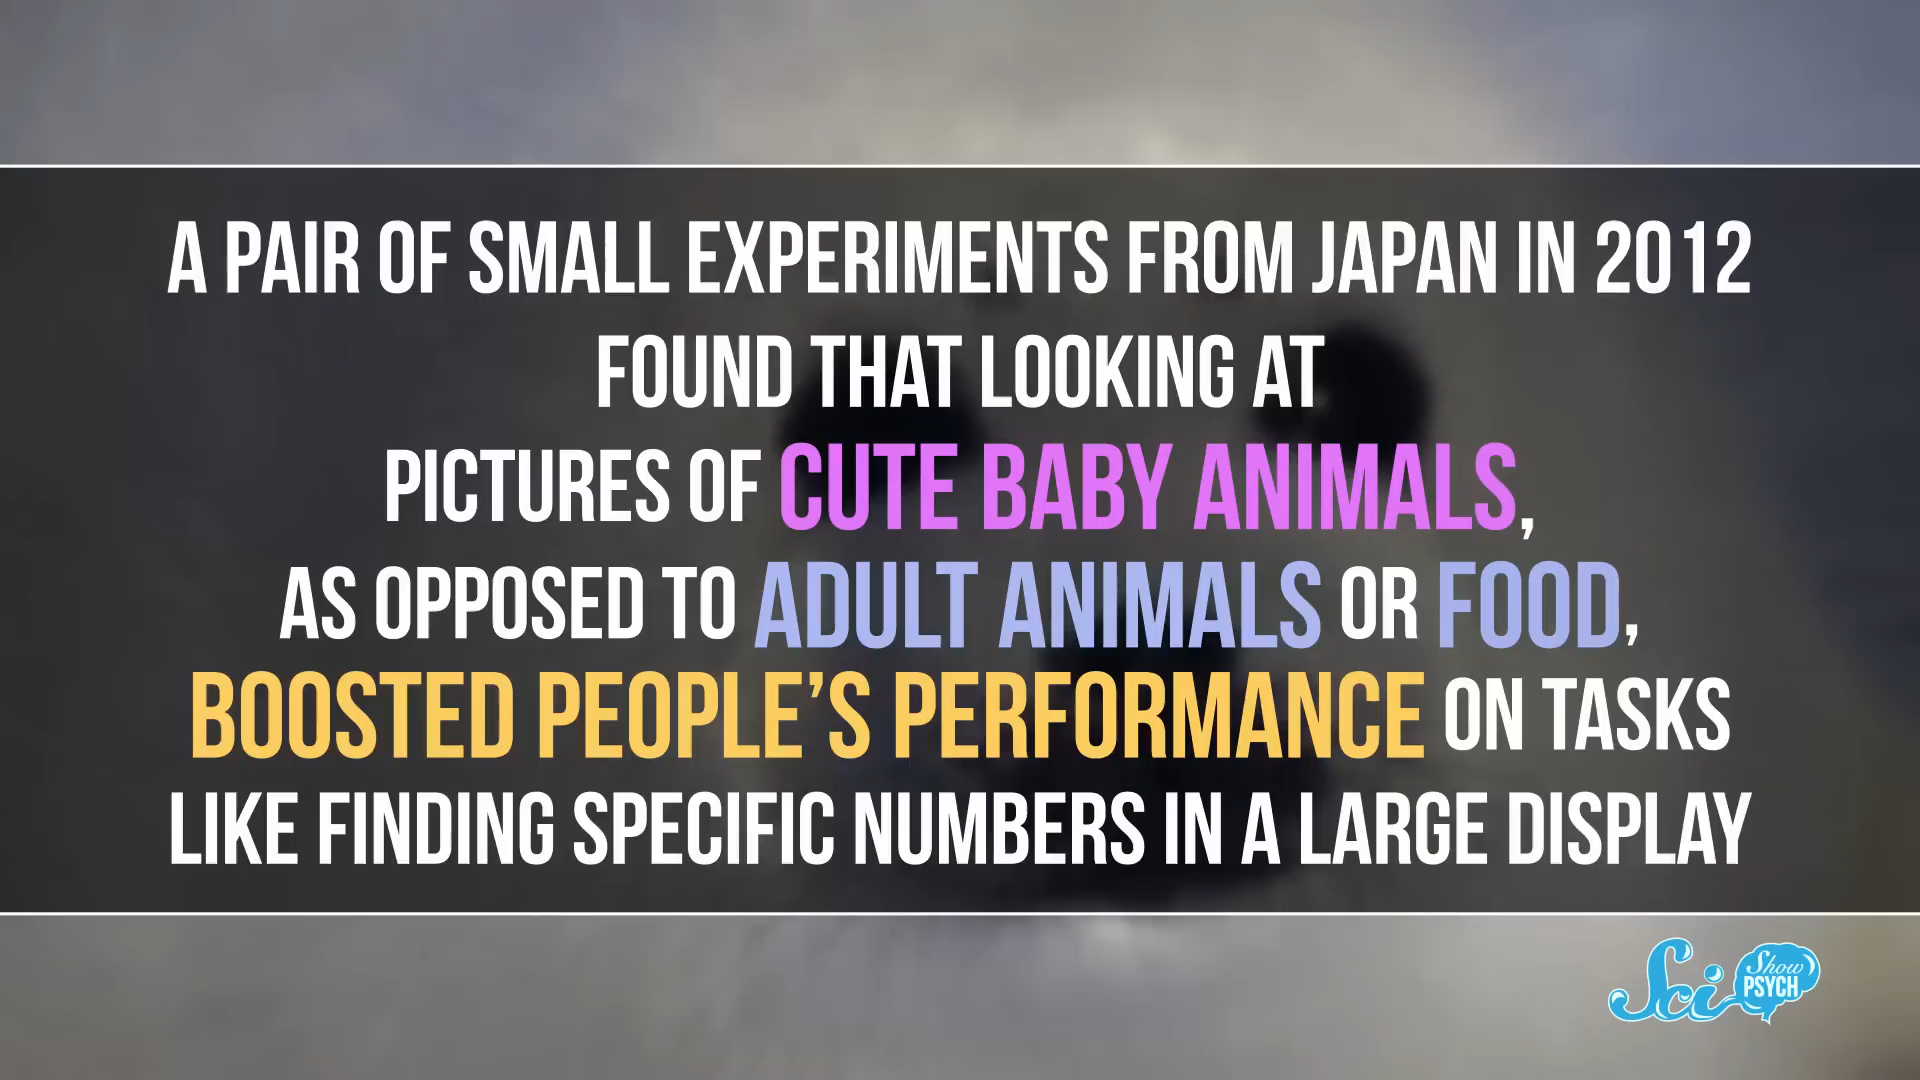 A PAIR OF SMALL EXPERIMENTS FROM JAPAN IN 2012
FOUND THAT LOOKING AT
PICTURES OF CUTE BABY ANIMALS,
AS OPPOSED TO ADULT ANIMALS OR FOOD,
BOOSTED PEOPLE'S PERFORMANCE ON TASKS
LIKE FINDING SPECIFIC NUMBERS IN A LARGE DISPLAY
Sci Show
PSYCH